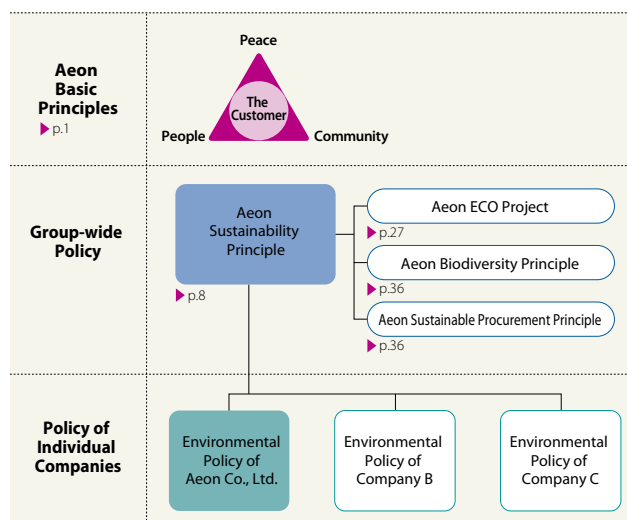 Aeon
Basic
Principles
p.1
Peace
The
Customer
People
Community
Group-wide
Policy
Aeon
Sustainability
Principle
p.8
Aeon ECO Project
p.27
Aeon Biodiversity Principle
p.36
Aeon Sustainable Procurement Principle
p.36
Policy of
Individual
Companies
Environmental
Policy of
Aeon Co., Ltd.
Environmental
Policy of
Company B
Environmental
Policy of
Company C